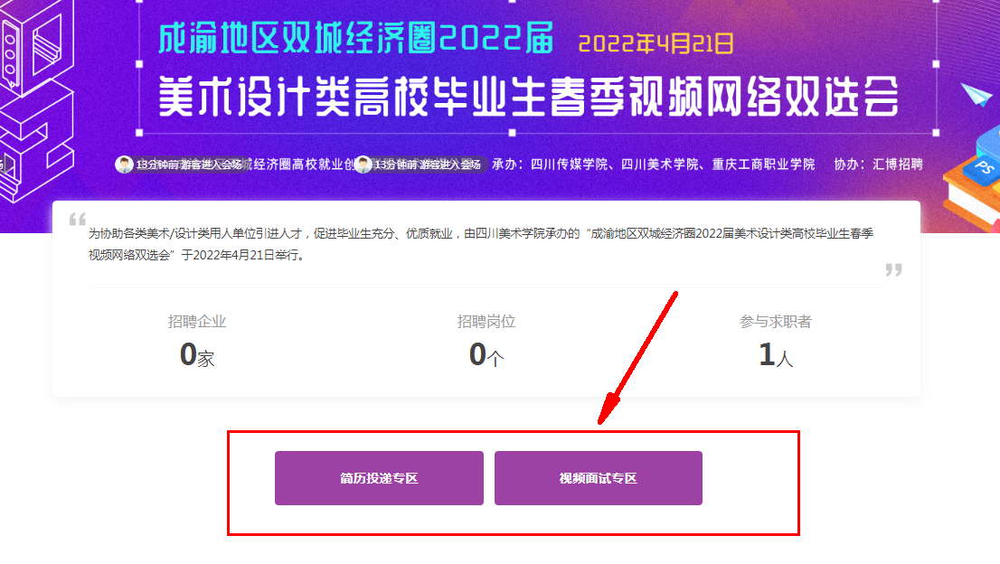 成渝地区双城经济圈2022届 2022年4月21日
美术设计类高校毕业生春季视频网络双选会
13分钟前 游客进入会场 城经济圈高校就业创 13分钟前 游客进入会场 承办：四川传媒学院、四川美术学院、重庆工商职业学院 协办：汇博招聘
PS
“
为协助各类美术/设计类用人单位引进人才，促进毕业生充分、优质就业，由四川美术学院承办的“成渝地区双城经济圈2022届美术设计类高校毕业生春季
视频网络双选会”于2022年4月21日举行。
”
招聘企业 招聘岗位 参与求职者
0家 0个 1人
简历投递专区 视频面试专区